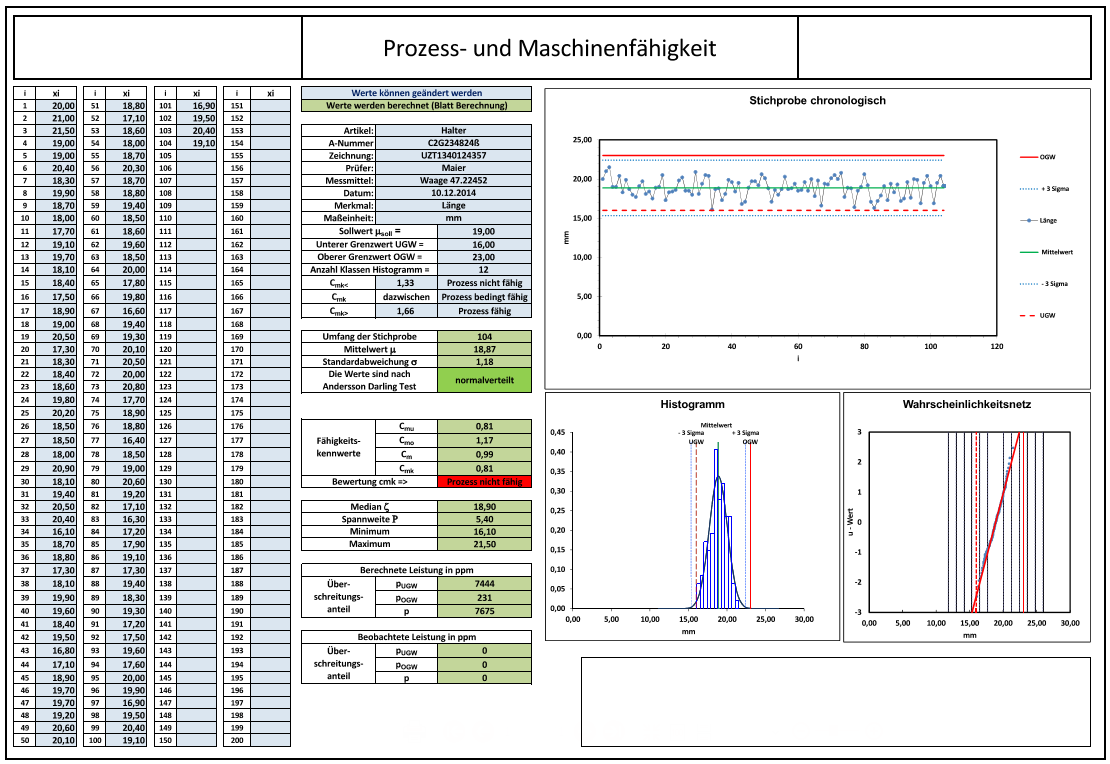 Prozess- und Maschinenfähigkeit
i xi i xi i xi i xi
1 20,00 51 18,80 101 16,90 151
2 21,00 52 17,10 102 19,50 152
3 21,50 53 18,60 103 20,40 153
4 19,00 54 18,00 104 19,10 154
5 19,00 55 18,70 105 155
6 20,40 56 20,30 106 156
7 18,30 57 18,70 107 157
8 19,90 58 18,80 108 158
9 18,70 59 19,40 109 159
10 18,00 60 18,50 110 160
11 17,70 61 18,60 111 161
12 19,10 62 19,60 112 162
13 19,70 63 18,50 113 163
14 18,10 64 20,00 114 164
15 18,40 65 17,80 115 165
16 17,50 66 19,80 116 166
17 18,90 67 16,60 117 167
18 19,00 68 19,40 118 168
19 20,50 69 19,30 119 169
20 17,30 70 20,10 120 170
21 18,30 71 20,50 121 171
22 18,40 72 20,00 122 172
23 18,60 73 20,80 123 173
24 19,80 74 17,70 124 174
25 20,20 75 18,90 125 175
26 18,50 76 18,80 126 176
27 18,50 77 16,40 127 177
28 18,00 78 18,50 128 178
29 20,90 79 19,00 129 179
30 18,10 80 20,60 130 180
31 19,40 81 19,20 131 181
32 20,50 82 17,10 132 182
33 20,40 83 16,30 133 183
34 16,10 84 17,20 134 184
35 18,70 85 17,90 135 185
36 18,80 86 19,10 136 186
37 17,30 87 17,30 137 187
38 18,10 88 19,40 138 188
39 19,90 89 18,30 139 189
40 19,60 90 19,30 140 190
41 18,40 91 17,20 141 191
42 19,50 92 17,50 142 192
43 16,80 93 19,60 143 193
44 17,10 94 17,60 144 194
45 18,90 95 20,00 145 195
46 19,70 96 19,90 146 196
47 19,70 97 16,90 147 197
48 19,20 98 19,50 148 198
49 20,60 99 20,40 149 199
50 20,10 100 19,10 150 200
Werte können geändert werden
Werte werden berechnet (Blatt Berechnung)
Artikel: Halter
A-Nummer C2G234824ß
Zeichnung: UZT1340124357
Prüfer: Maier
Messmittel: Waage 47.22452
Datum: 10.12.2014
Merkmal: Länge
Maßeinheit: mm
Sollwert µsoll = 19,00
Unterer Grenzwert UGW = 16,00
Oberer Grenzwert OGW = 23,00
Anzahl Klassen Histogramm = 12
Cmk< 1,33 Prozess nicht fähig
Cmk dazwischen Prozess bedingt fähig
Cmk> 1,66 Prozess fähig
Umfang der Stichprobe 104
Mittelwert µ 18,87
Standardabweichung σ 1,18
Die Werte sind nach
Andersson Darling Test normalverteilt
Fähigkeits-
kennwerte
Cmu 0,81
Cmo 1,17
Cm 0,99
Cmk 0,81
Bewertung cmk => Prozess nicht fähig
Median ζ 18,90
Spannweite P 5,40
Minimum 16,10
Maximum 21,50
Berechnete Leistung in ppm
Über-
schreitungs-
anteil
pUGW 7444
pOGW 231
p 7675
Beobachtete Leistung in ppm
Über-
schreitungs-
anteil
pUGW 0
pOGW 0
p 0
Stichprobe chronologisch
25,00
20,00
15,00
10,00
5,00
0,00
mm
0 20 40 60 80 100 120
i
OGW
+ 3 Sigma
Länge
Mittelwert
- 3 Sigma
UGW
Histogramm
Mittelwert
- 3 Sigma + 3 Sigma
UGW OGW
0,45
0,40
0,35
0,30
0,25
0,20
0,15
0,10
0,05
0,00
0,00 5,00 10,00 15,00 20,00 25,00 30,00
mm
Wahrscheinlichkeitsnetz
3
2
1
0
-1
-2
-3
u - Wert
0,00 5,00 10,00 15,00 20,00 25,00 30,00
mm